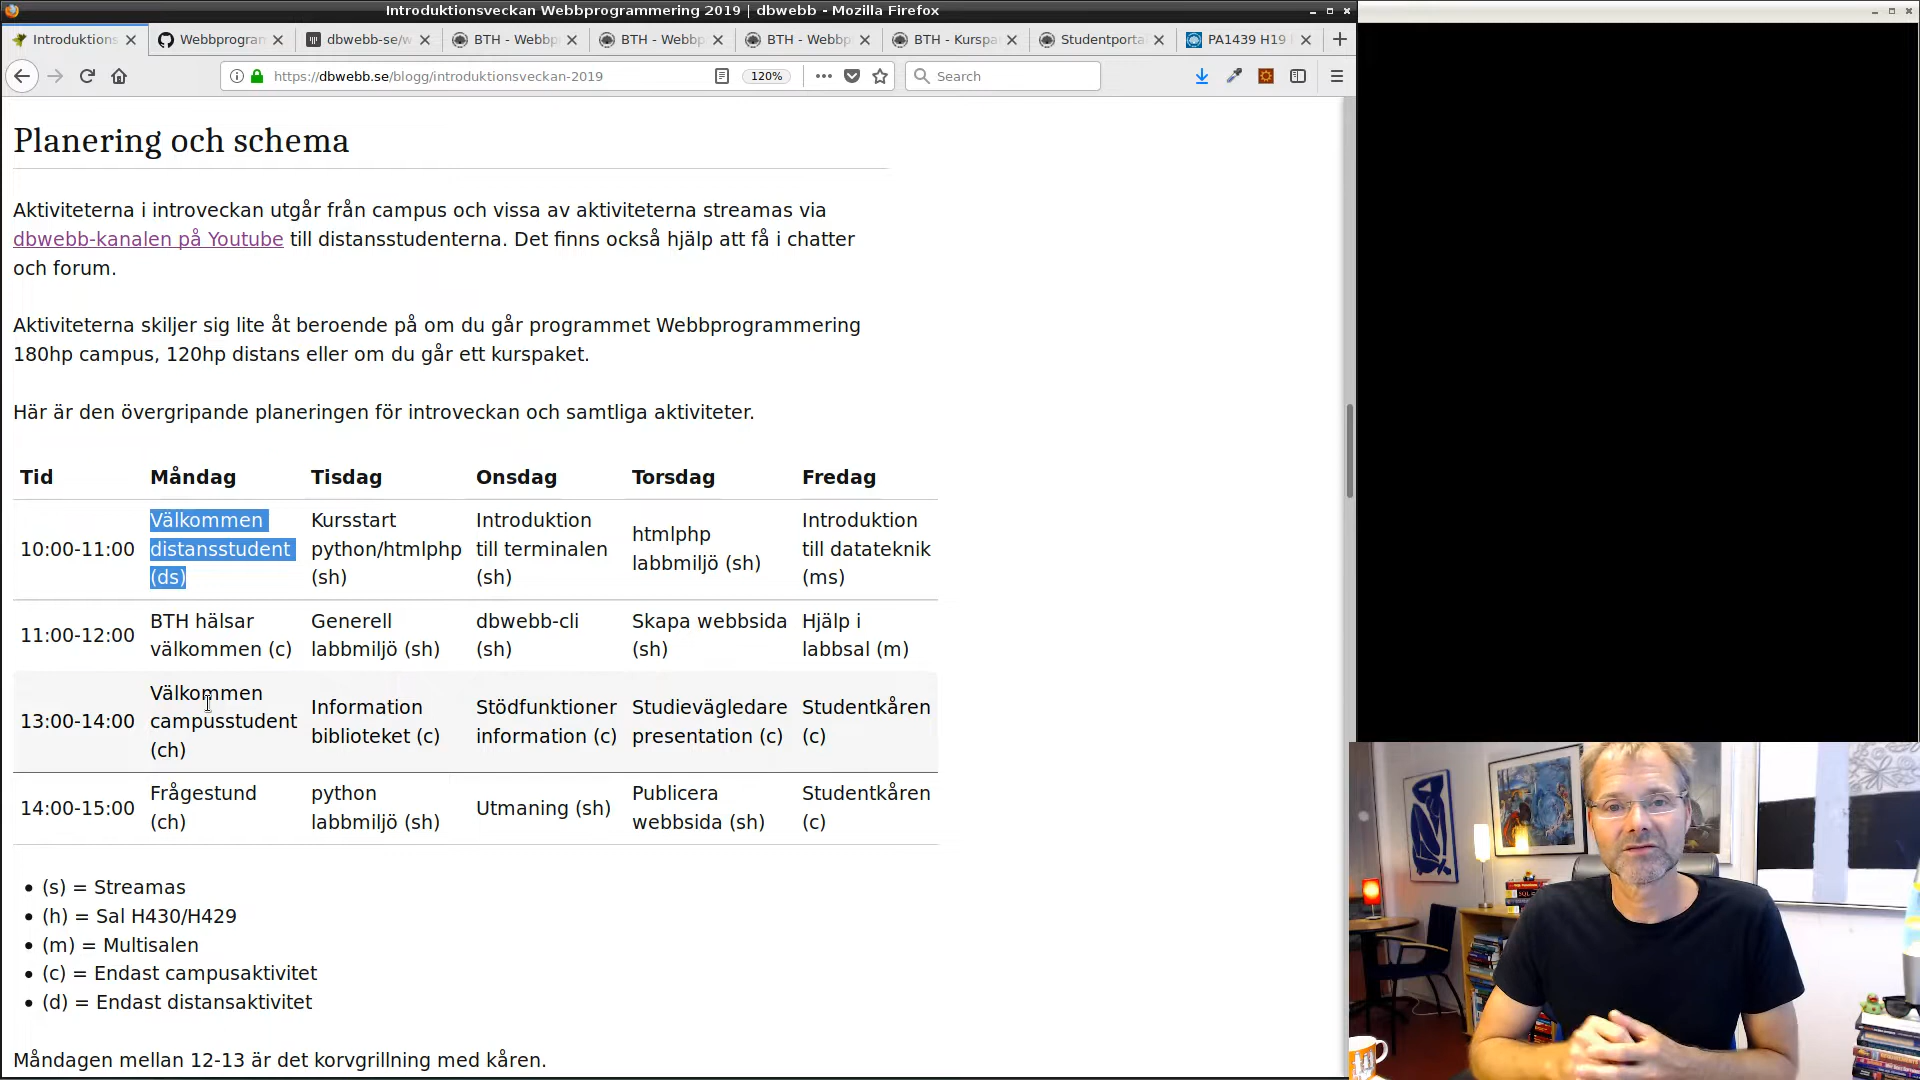 Introduktionsveckan Webbprogrammering 2019 | dbwebb - Mozilla Firefox
Introduktions
Webbprogran
dbwebb-se/w
BTH - Webbp
BTH - Webbp
BTH - Webbp
BTH - Kurspa
Studentporta
PA1439 H19
https://dbwebb.se/blogg/introduktionsveckan-2019
120%
Search
Planering och schema
Aktiviteterna i introveckan utgår från campus och vissa av aktiviteterna streamas via
dbwebb-kanalen på Youtube till distansstudenterna. Det finns också hjälp att få i chatter
och forum.
Aktiviteterna skiljer sig lite åt beroende på om du går programmet Webbprogrammering
180hp campus, 120hp distans eller om du går ett kurspaket.
Här är den övergripande planeringen för introveckan och samtliga aktiviteter.
Tid Måndag Tisdag Onsdag Torsdag Fredag
10:00-11:00
Välkommen
distansstudent
(ds)
Kursstart
python/htmlphp
(sh)
Introduktion
till terminalen
(sh)
htmlphp
labbmiljö (sh)
Introduktion
till datateknik
(ms)
11:00-12:00
BTH hälsar
välkommen (c)
Generell
labbmiljö (sh)
dbwebb-cli
(sh)
Skapa webbsida
(sh)
Hjälp i
labbsal (m)
13:00-14:00
Välkommen
campusstudent
(ch)
Information
biblioteket (c)
Stödfunktioner
information (c)
Studievägledare
presentation (c)
Studentkåren
(c)
14:00-15:00
Frågestund
(ch)
python
labbmiljö (sh)
Utmaning (sh)
Publicera
webbsida (sh)
Studentkåren
(c)
• (s) = Streamas
• (h) = Sal H430/H429
• (m) = Multisalen
• (c) = Endast campusaktivitet
• (d) = Endast distansaktivitet
Måndagen mellan 12-13 är det korvgrillning med kåren.